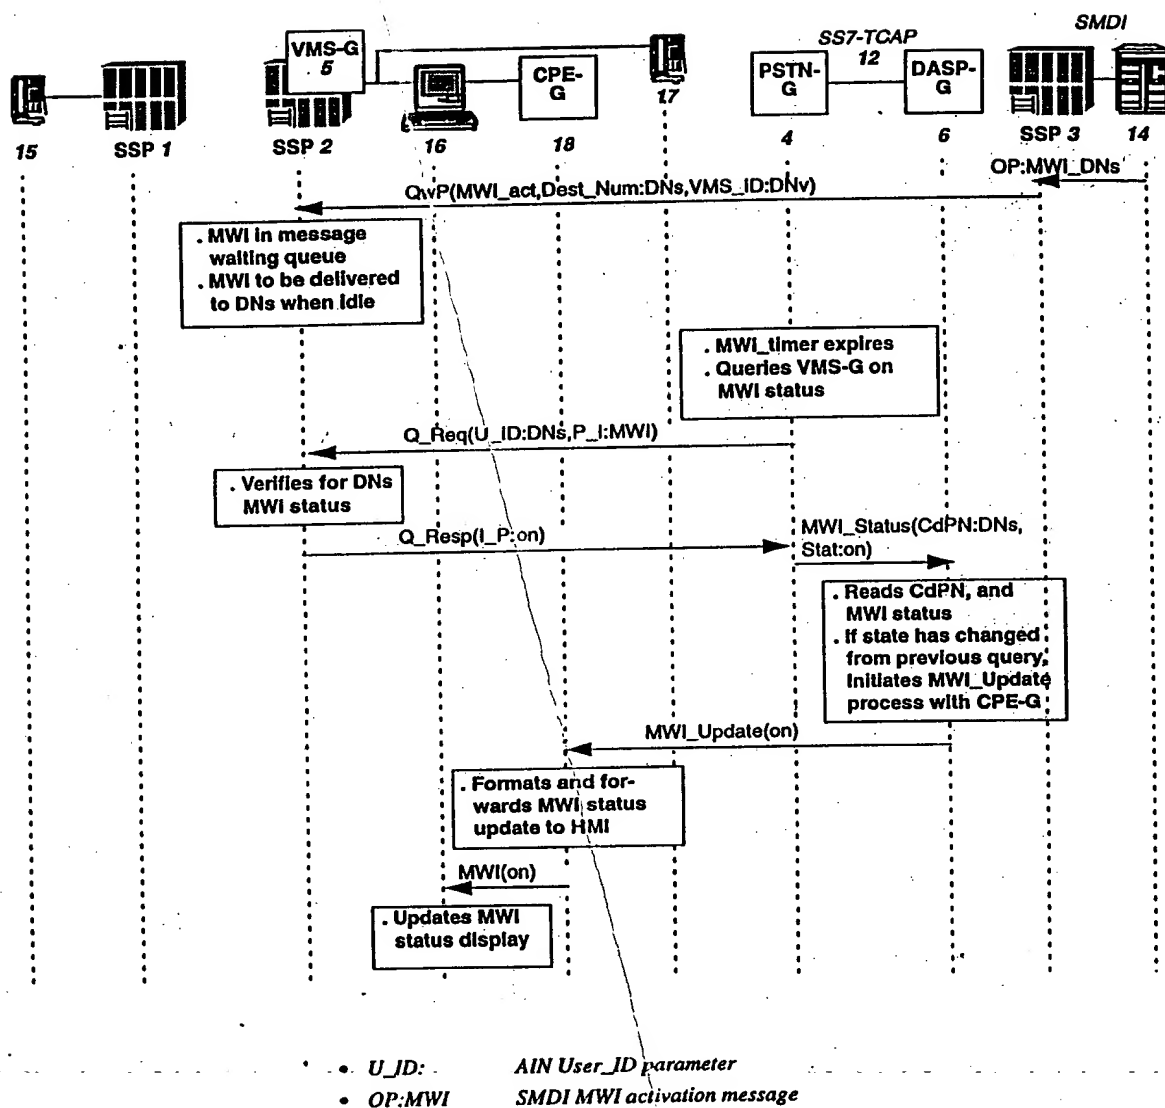 SMDI
SS7-TCAP
12
VMS-G
5
CPE-
G
17
PSTN-
G
DASP-
G
15
SSP 1
SSP 2
16
18
4
6
SSP 3
14
OP:MWI_DNs
QwP(MWI_act,Dest_Num:DNs,VMS_ID:DNv)
. MWI in message
waiting queue
. MWI to be delivered
to DNs when idle
. MWI_timer expires
. Queries VMS-G on
MWI status
Q_Req(U_ID:DNs,P_I:MWI)
. Verifies for DNs
MWI status
Q_Resp(I_P:on)
MWI_Status(CdPN:DNs,
Stat:on)
. Reads CdPN, and
MWI status
. If state has changed
from previous query,
Initiates MWI_Update
process with CPE-G
MWI_Update(on)
. Formats and for-
wards MWI status
update to HMI
MWI(on)
. Updates MWI
status display
• U_ID: AIN User_ID parameter
• OP:MWI SMDI MWI activation message